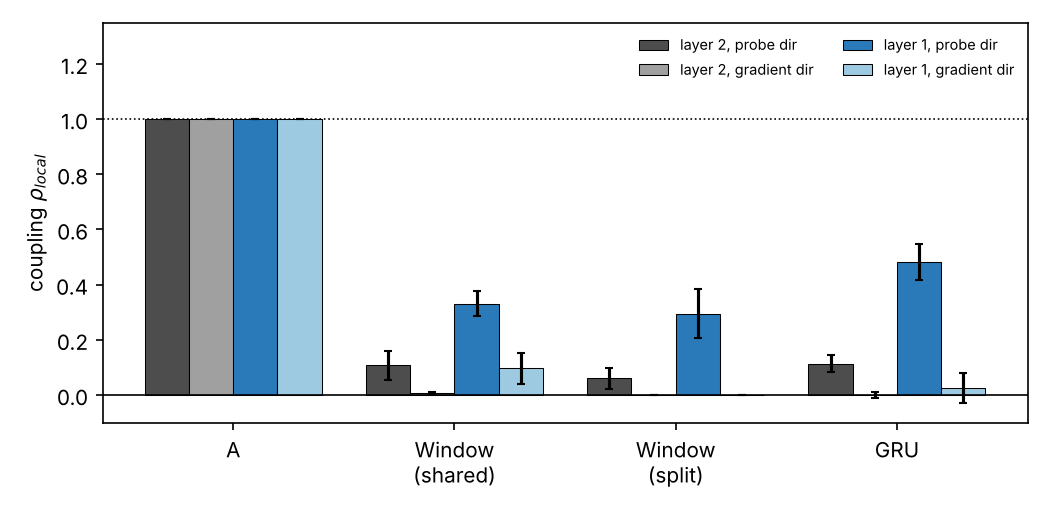 layer 2, probe dir
layer 2, gradient dir
layer 1, probe dir
layer 1, gradient dir
coupling ρlocal
1.2
1.0
0.8
0.6
0.4
0.2
0.0
A
Window
(shared)
Window
(split)
GRU